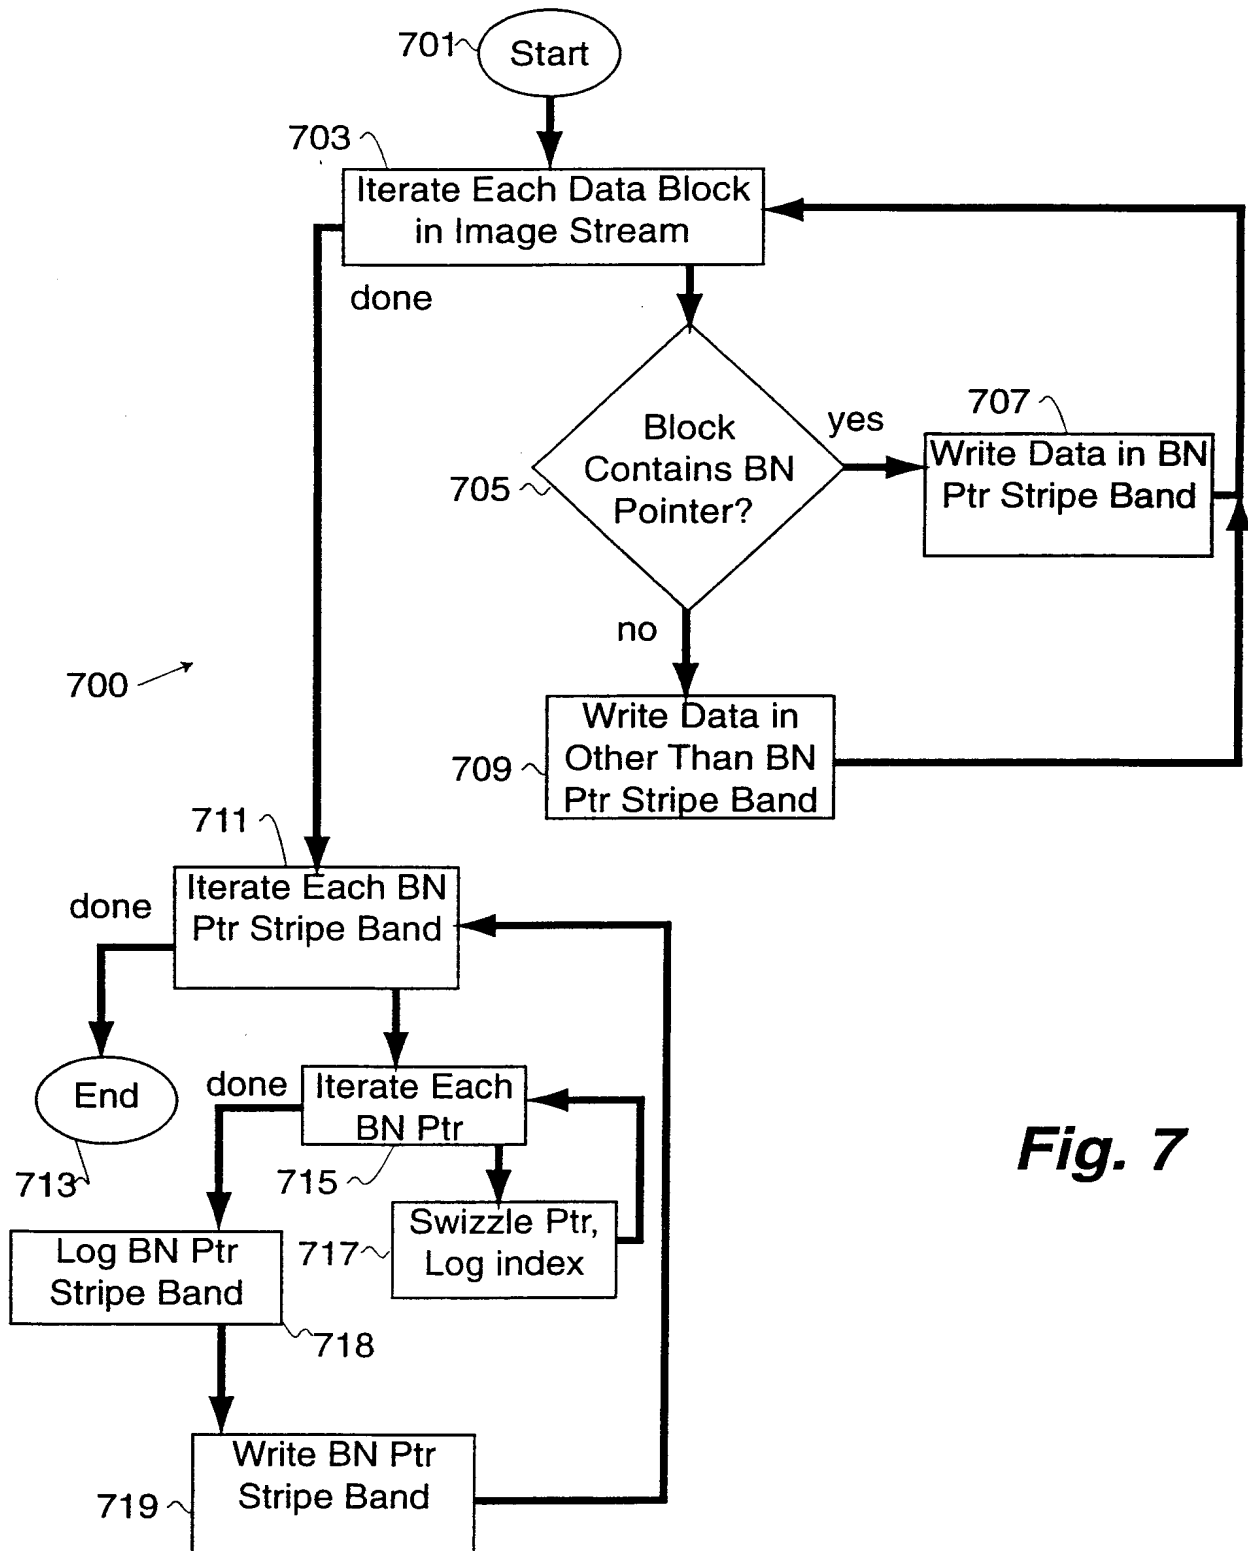 701
Start
703
Iterate Each Data Block
in Image Stream
done
Block
Contains BN
Pointer?
705
yes
707
Write Data in BN
Ptr Stripe Band
no
700
Write Data in
Other Than BN
Ptr Stripe Band
709
711
Iterate Each BN
Ptr Stripe Band
done
End
713
done
Iterate Each
BN Ptr
715
Swizzle Ptr,
Log index
717
Log BN Ptr
Stripe Band
718
Write BN Ptr
Stripe Band
719
Fig. 7